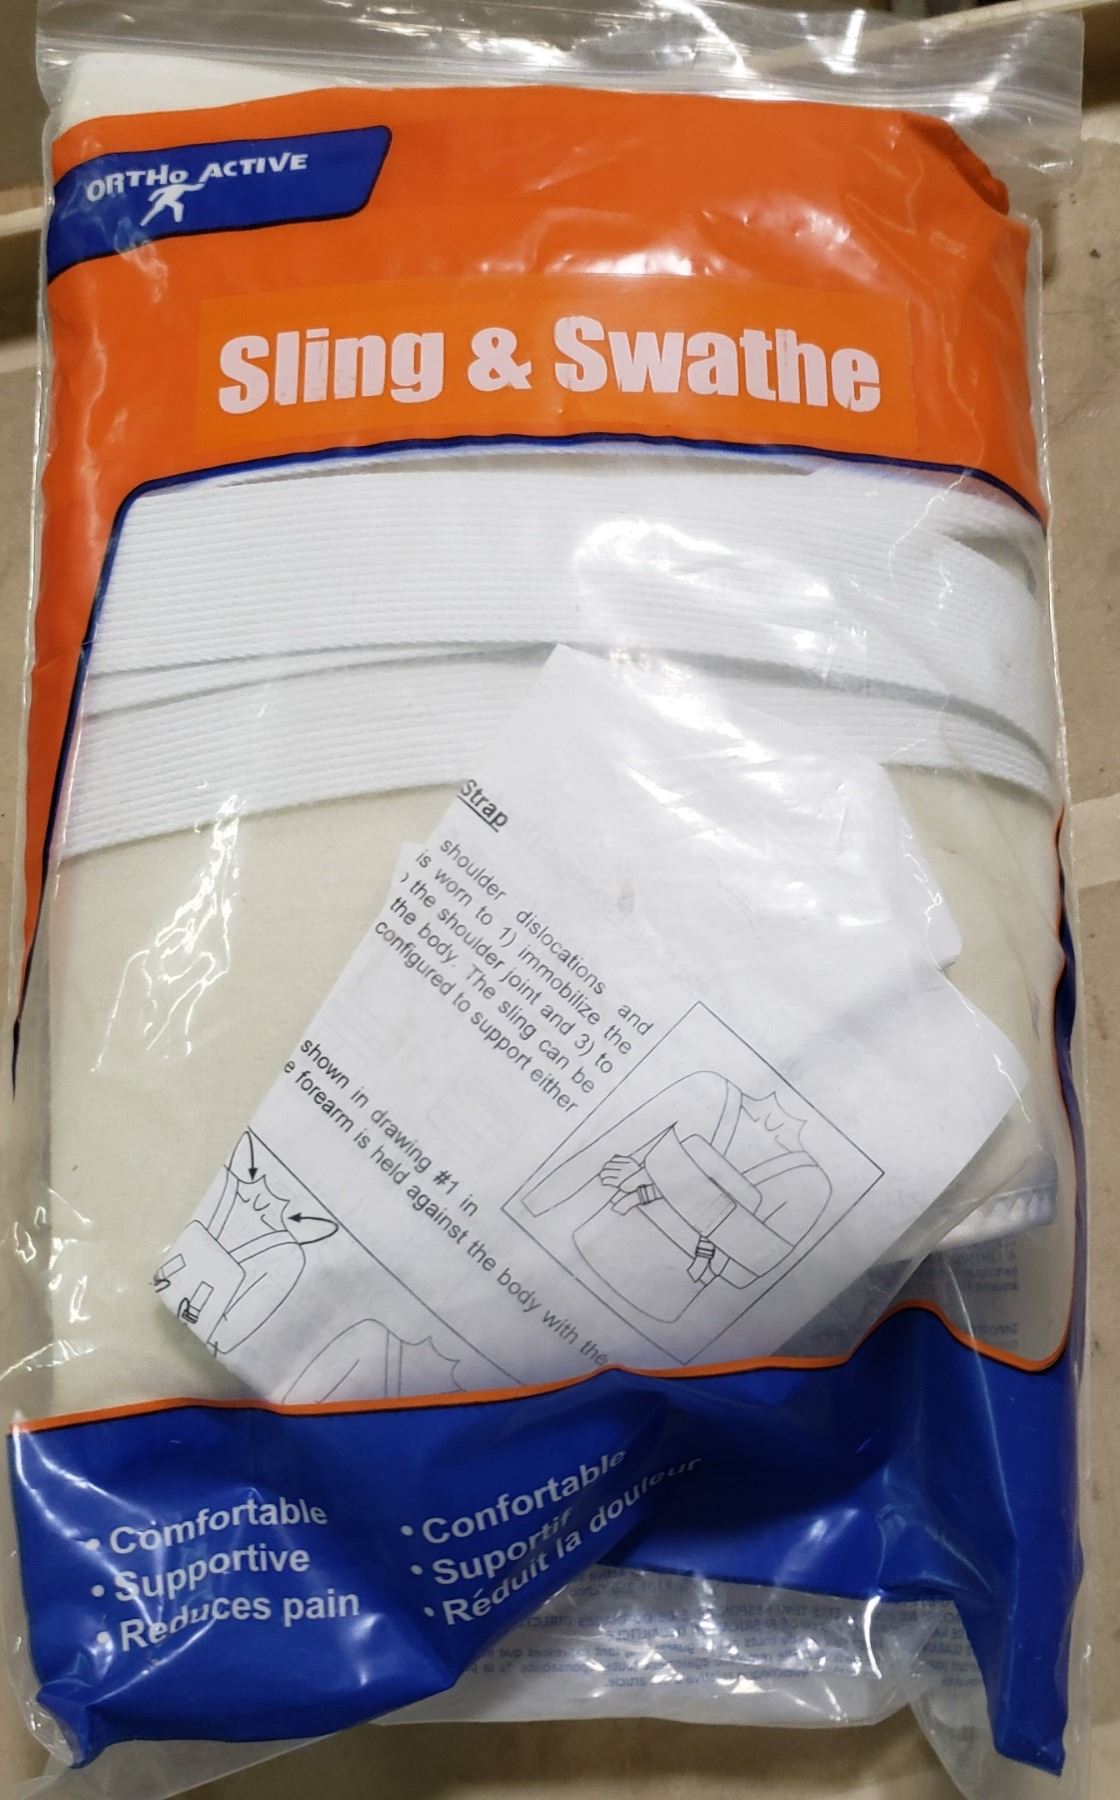 ORTHO ACTIVE
Sling & Swathe
Strap
shoulder dislocations and
is worn to 1) immobilize the
the shoulder joint and 3) to
the body. The sling can be
configured to support either
shown in drawing #1 in
e forearm is held against the body with the
• Comfortable
• Supportive
• Reduces pain
• Confortable
• Suportif
• Réduit la douleur